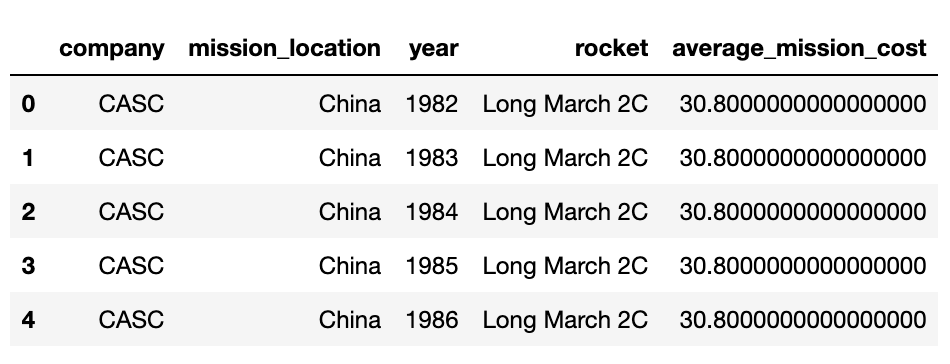 company mission_location year rocket average_mission_cost
0 CASC China 1982 Long March 2C 30.8000000000000000
1 CASC China 1983 Long March 2C 30.8000000000000000
2 CASC China 1984 Long March 2C 30.8000000000000000
3 CASC China 1985 Long March 2C 30.8000000000000000
4 CASC China 1986 Long March 2C 30.8000000000000000